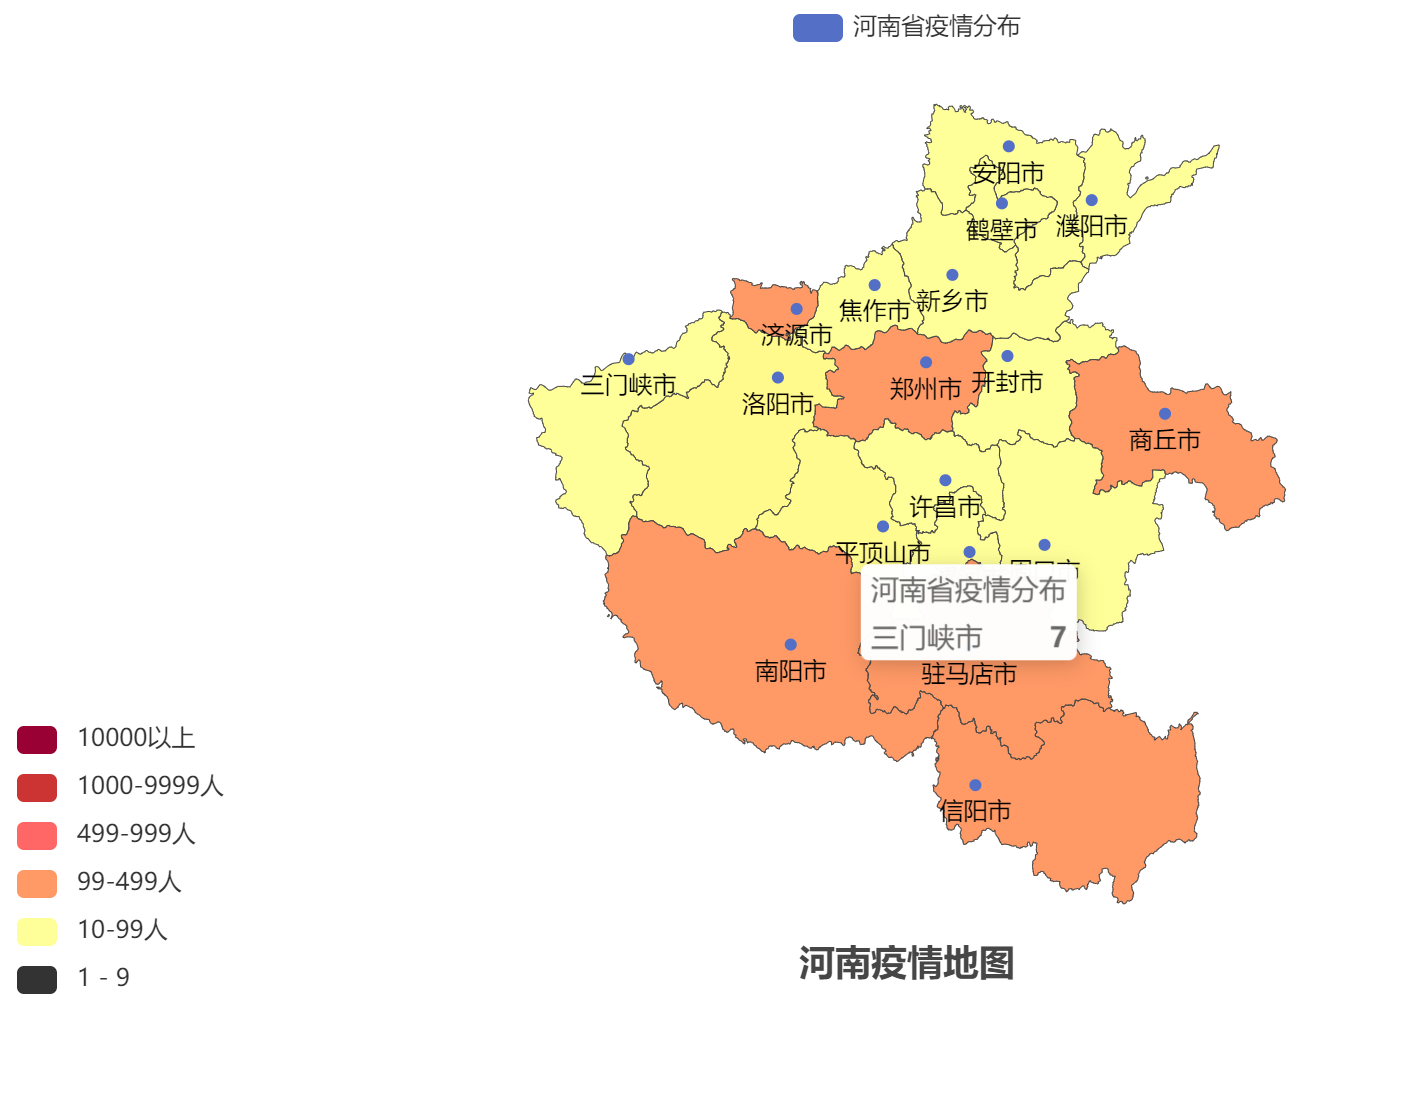 河南省疫情分布
安阳市
鹤壁市
濮阳市
新乡市
焦作市
济源市
三门峡市
洛阳市
郑州市
开封市
商丘市
许昌市
平顶山市
河南省疫情分布
三门峡市 7
南阳市
驻马店市
信阳市
10000以上
1000-9999人
499-999人
99-499人
10-99人
1 - 9
河南疫情地图